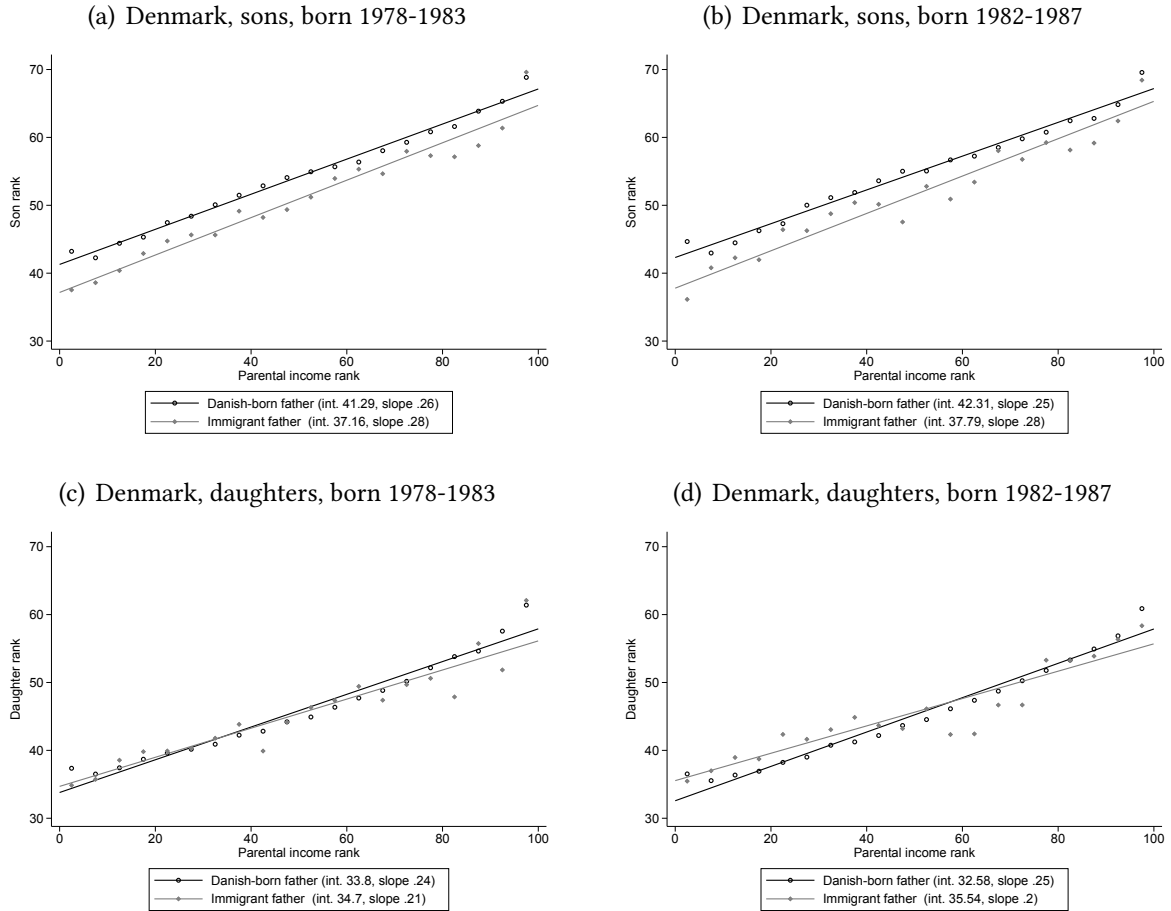 (a) Denmark, sons, born 1978-1983
70
60
50
40
30
Son rank
0 20 40 60 80 100
Parental income rank
Danish-born father (int. 41.29, slope .26)
Immigrant father (int. 37.16, slope .28)
(b) Denmark, sons, born 1982-1987
70
60
50
40
30
Son rank
0 20 40 60 80 100
Parental income rank
Danish-born father (int. 42.31, slope .25)
Immigrant father (int. 37.79, slope .28)
(c) Denmark, daughters, born 1978-1983
70
60
50
40
30
Daughter rank
0 20 40 60 80 100
Parental income rank
Danish-born father (int. 33.8, slope .24)
Immigrant father (int. 34.7, slope .21)
(d) Denmark, daughters, born 1982-1987
70
60
50
40
30
Daughter rank
0 20 40 60 80 100
Parental income rank
Danish-born father (int. 32.58, slope .25)
Immigrant father (int. 35.54, slope .2)